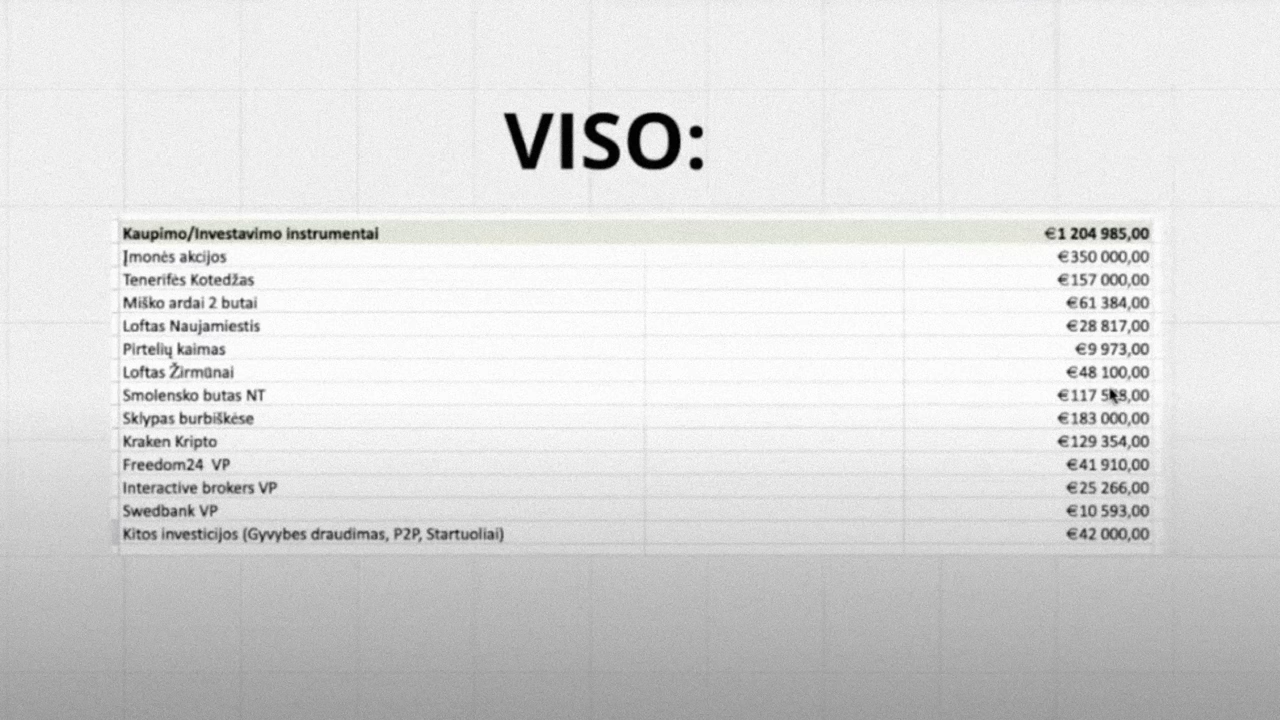 VISO:
Kaupimo/Investavimo instrumentai €1 204 985,00
Įmonės akcijos €350 000,00
Tenerifės Kotedžas €157 000,00
Miško ardai 2 butai €61 384,00
Loftas Naujamiestis €28 817,00
Pirtelių kaimas €9 973,00
Loftas Žirmūnai €48 100,00
Smolensko butas NT €117 588,00
Sklypas burbiškėse €183 000,00
Kraken Kripto €129 354,00
Freedom24 VP €41 910,00
Interactive brokers VP €25 266,00
Swedbank VP €10 593,00
Kitos investicijos (Gyvybes draudimas, P2P, Startuoliai) €42 000,00